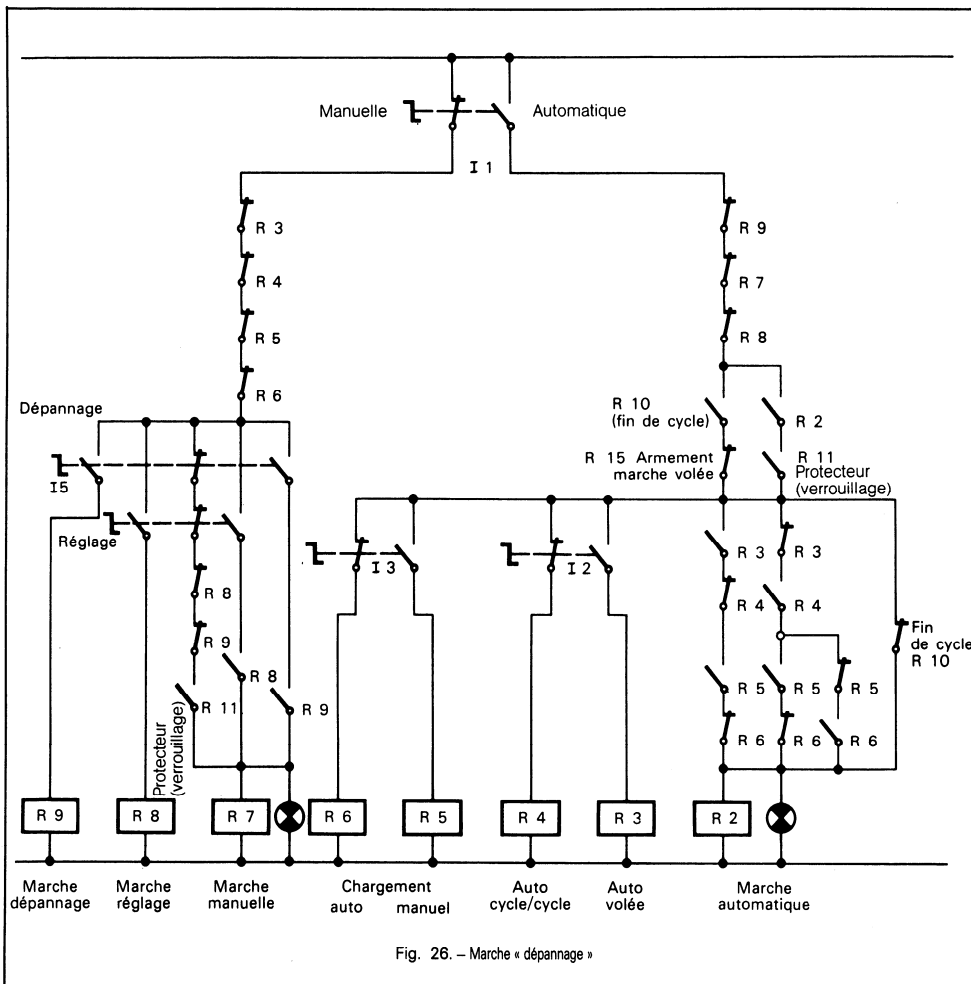 Manuelle
Automatique
I 1
R 3
R 4
R 5
R 6
R 9
R 7
R 8
Dépannage
I5
Réglage
R 8
R 9
R 11
Protecteur
(verrouillage)
R 8
R 9
R 10
(fin de cycle)
R 2
R 15 Armement
marche volée
R 11
Protecteur
(verrouillage)
I 3
I 2
R 3
R 3
R 4
R 4
R 5
R 5
R 5
R 6
R 6
R 6
Fin
de cycle
R 10
R 9
R 8
R 7
R 6
R 5
R 4
R 3
R 2
Marche
dépannage
Marche
réglage
Marche
manuelle
Chargement
auto manuel
Auto
cycle/cycle
Auto
volée
Marche
automatique
Fig. 26. – Marche « dépannage »